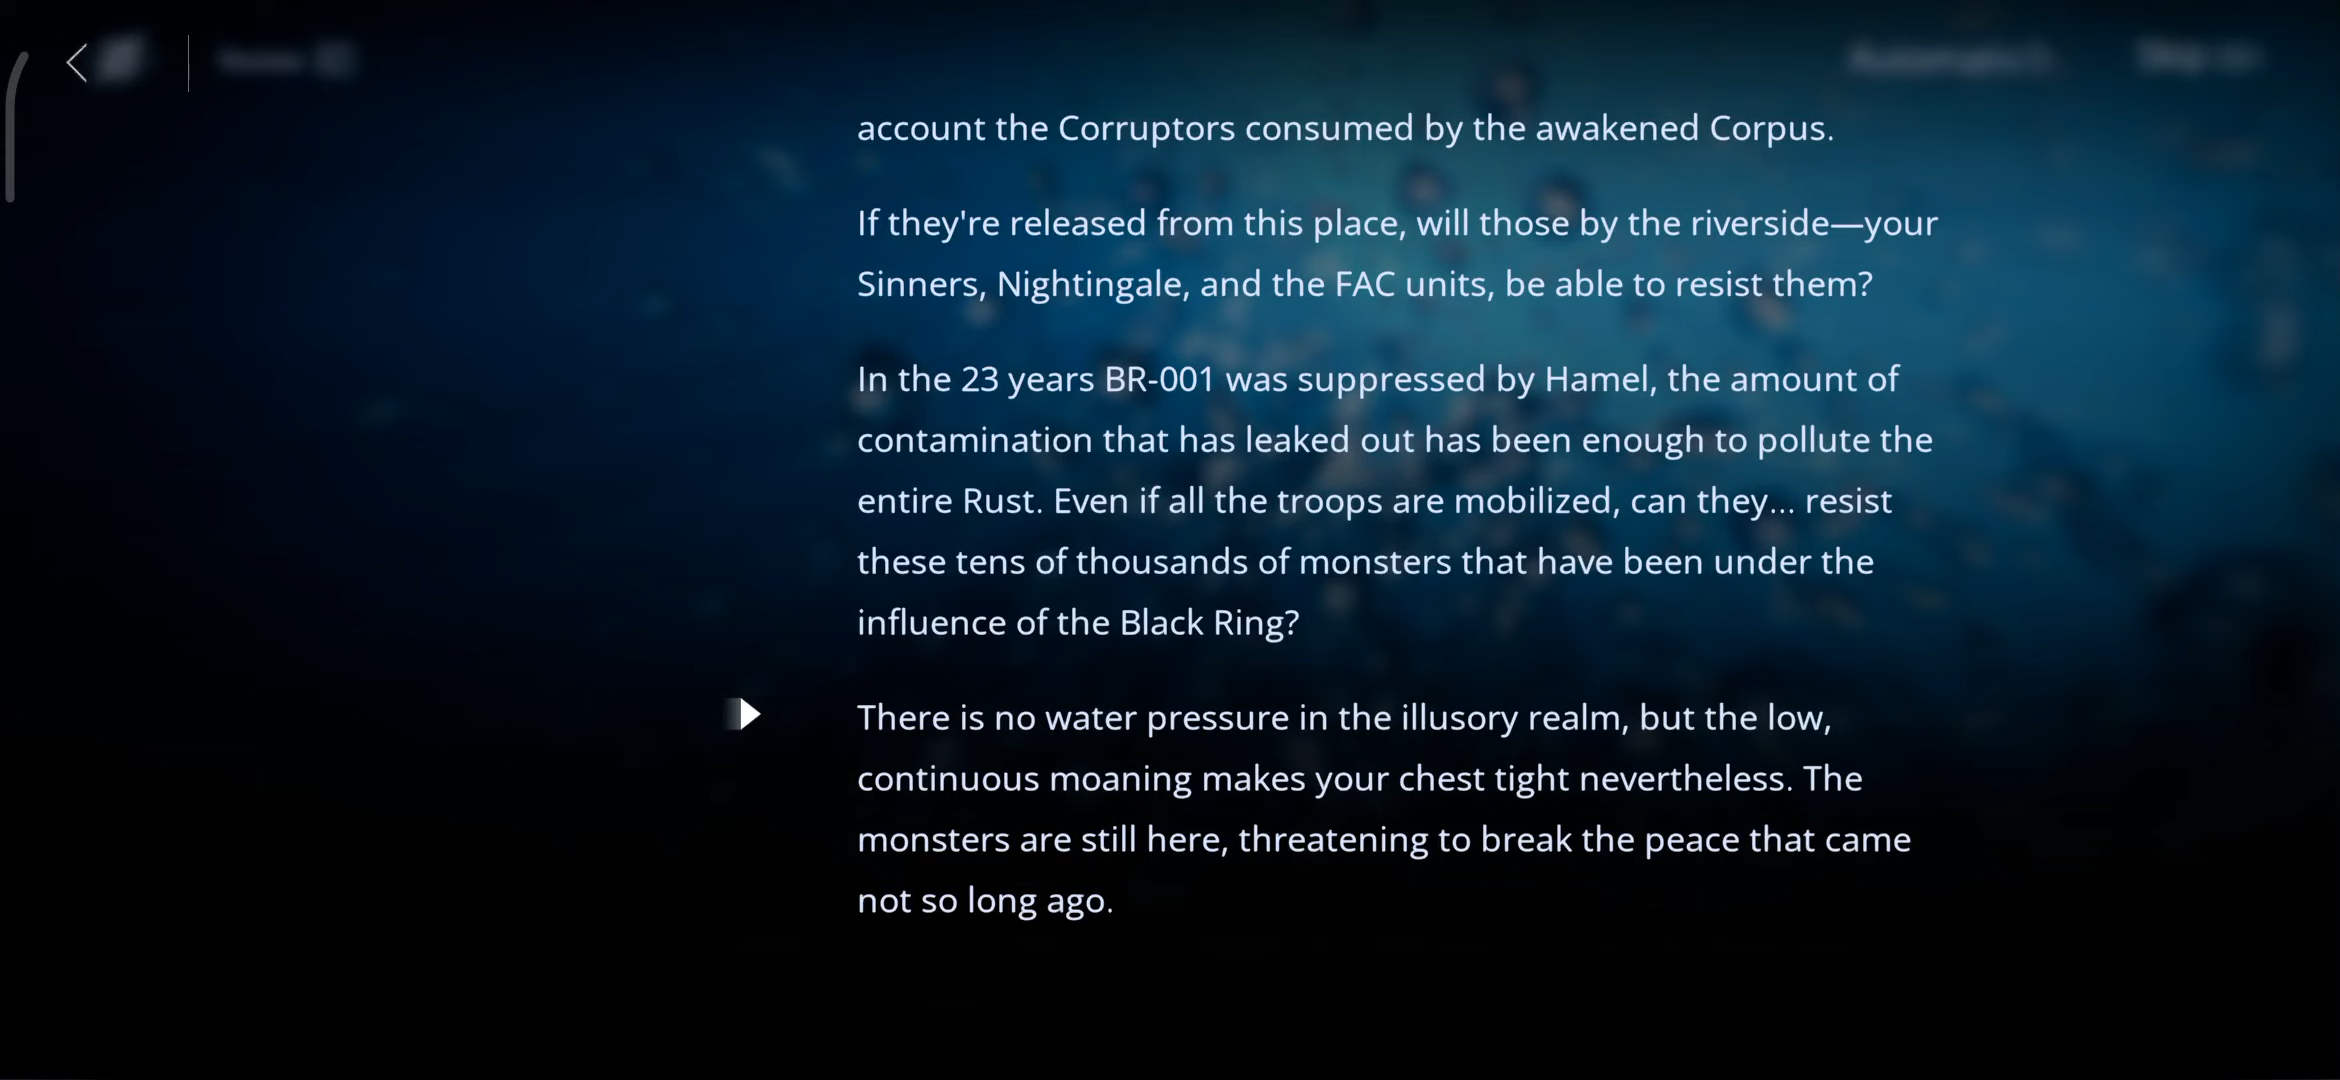 account the Corruptors consumed by the awakened Corpus.
If they're released from this place, will those by the riverside—your
Sinners, Nightingale, and the FAC units, be able to resist them?
In the 23 years BR-001 was suppressed by Hamel, the amount of
contamination that has leaked out has been enough to pollute the
entire Rust. Even if all the troops are mobilized, can they... resist
these tens of thousands of monsters that have been under the
influence of the Black Ring?
There is no water pressure in the illusory realm, but the low,
continuous moaning makes your chest tight nevertheless. The
monsters are still here, threatening to break the peace that came
not so long ago.